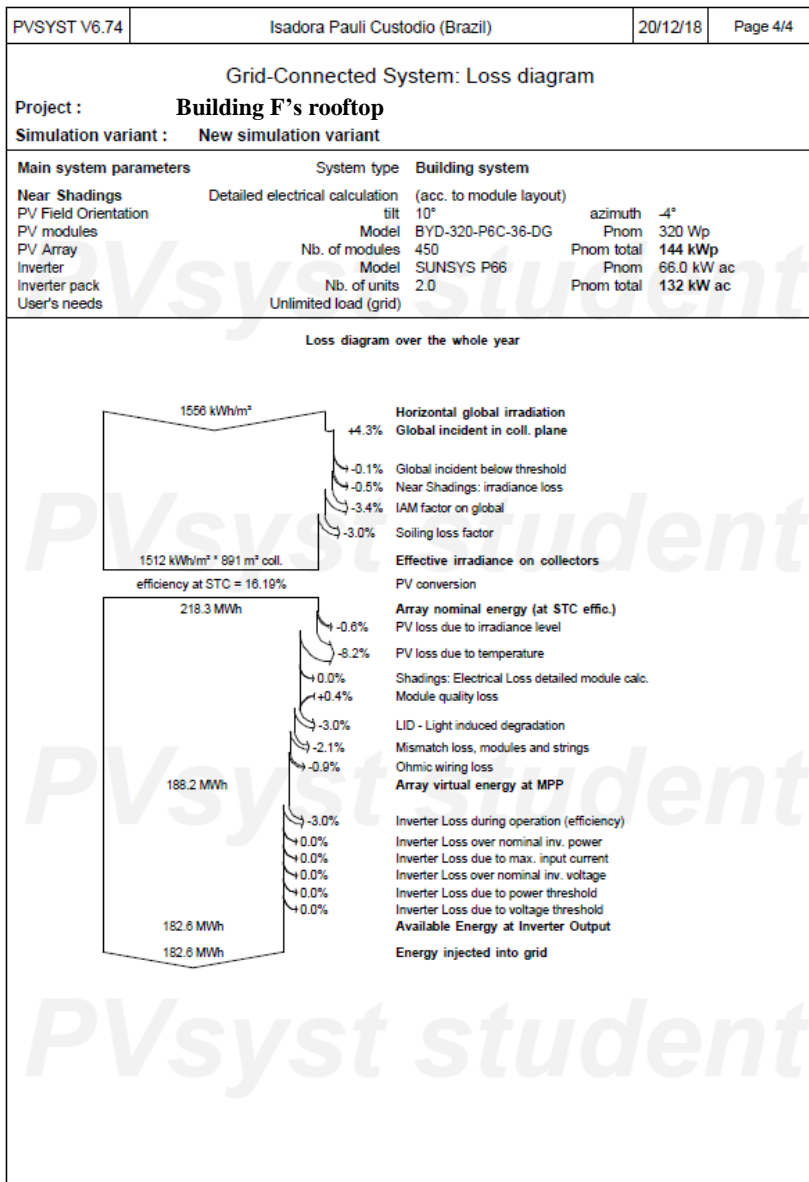 PVSYST V6.74 Isadora Pauli Custodio (Brazil) 20/12/18 Page 4/4
Grid-Connected System: Loss diagram
Project : Building F's rooftop
Simulation variant : New simulation variant
Main system parameters System type Building system
Near Shadings Detailed electrical calculation (acc. to module layout)
PV Field Orientation tilt 10° azimuth -4°
PV modules Model BYD-320-P6C-36-DG Pnom 320 Wp
PV Array Nb. of modules 450 Pnom total 144 kWp
Inverter Model SUNSYS P66 Pnom 66.0 kW ac
Inverter pack Nb. of units 2.0 Pnom total 132 kW ac
User's needs Unlimited load (grid)
PVsyst student
Loss diagram over the whole year
1556 kWh/m² Horizontal global irradiation
+4.3% Global incident in coll. plane
-0.1% Global incident below threshold
-0.5% Near Shadings: irradiance loss
-3.4% IAM factor on global
-3.0% Soiling loss factor
PVsyst student
1512 kWh/m² * 891 m² coll. Effective irradiance on collectors
efficiency at STC = 16.19% PV conversion
218.3 MWh Array nominal energy (at STC effic.)
-0.6% PV loss due to irradiance level
-8.2% PV loss due to temperature
0.0% Shadings: Electrical Loss detailed module calc.
+0.4% Module quality loss
-3.0% LID - Light induced degradation
-2.1% Mismatch loss, modules and strings
-0.9% Ohmic wiring loss
188.2 MWh Array virtual energy at MPP
PVsyst student
-3.0% Inverter Loss during operation (efficiency)
0.0% Inverter Loss over nominal inv. power
0.0% Inverter Loss due to max. input current
0.0% Inverter Loss over nominal inv. voltage
0.0% Inverter Loss due to power threshold
0.0% Inverter Loss due to voltage threshold
182.6 MWh Available Energy at Inverter Output
182.6 MWh Energy injected into grid
PVsyst student